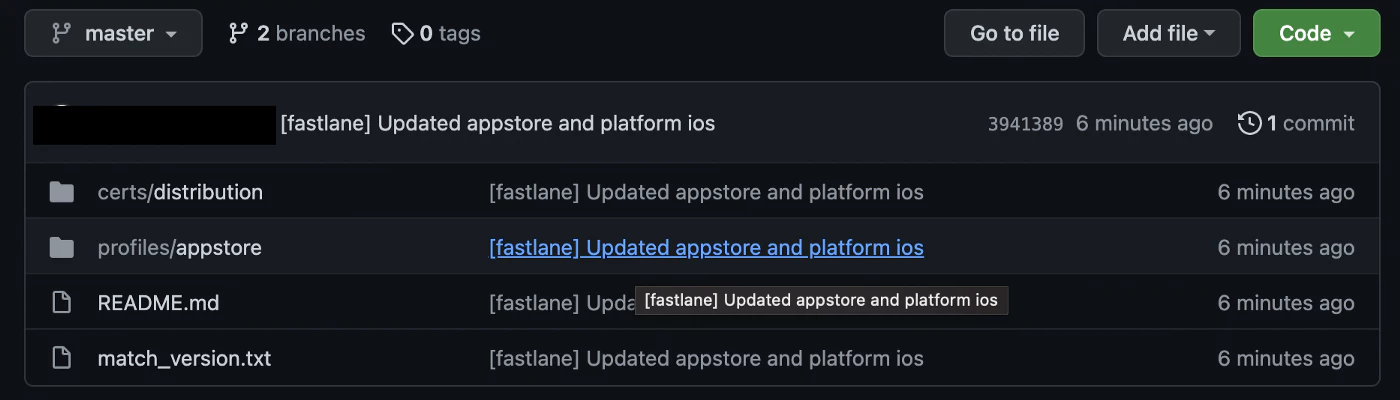 master 2 branches 0 tags Go to file Add file Code
[fastlane] Updated appstore and platform ios 3941389 6 minutes ago 1 commit
certs/distribution [fastlane] Updated appstore and platform ios 6 minutes ago
profiles/appstore [fastlane] Updated appstore and platform ios 6 minutes ago
README.md [fastlane] Upda 6 minutes ago
[fastlane] Updated appstore and platform ios
match_version.txt [fastlane] Updated appstore and platform ios 6 minutes ago